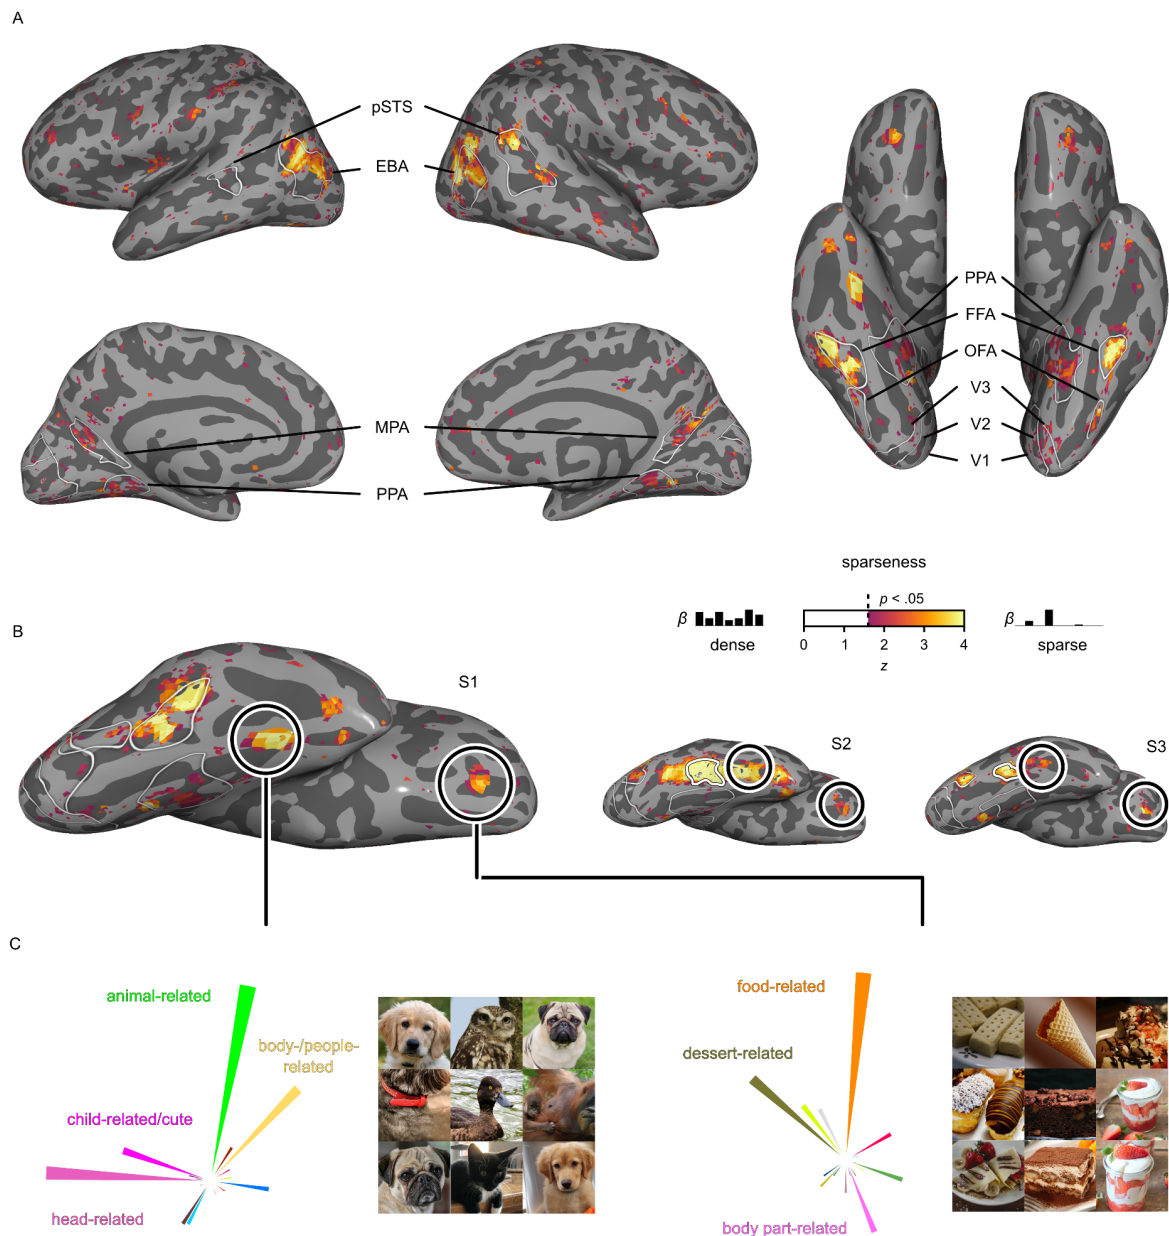 A
pSTS
EBA
MPA
PPA
PPA
FFA
OFA
V3
V2
V1
sparseness
p < .05
β
dense
0 1 2 3 4
z
β
sparse
B
S1
S2
S3
C
animal-related
body-/people-
related
child-related/cute
head-related
food-related
dessert-related
body part-related